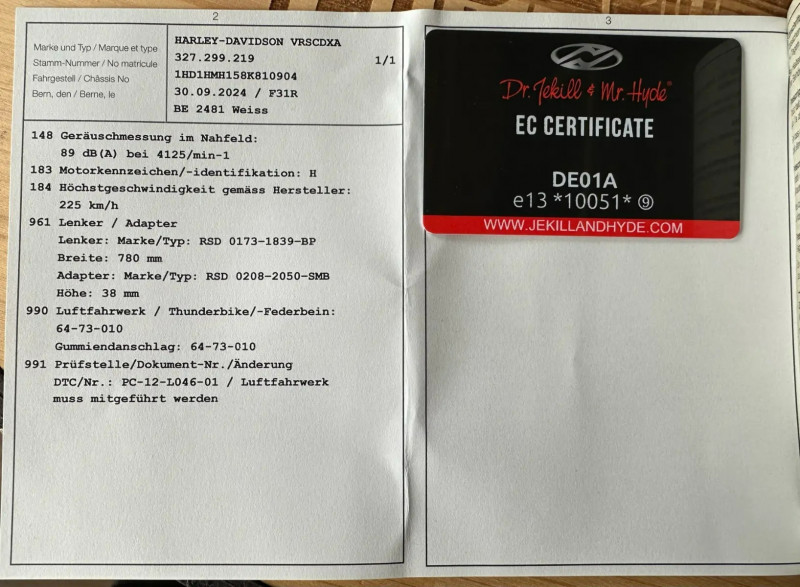 2
Marke und Typ / Marque et type
Stamm-Nummer / No matricule
Fahrgestell / Châssis No
Bern, den / Berne, le
HARLEY-DAVIDSON VRSCDXA
327.299.219 1/1
1HD1HMH158K810904
30.09.2024 / F31R
BE 2481 Weiss
148 Geräuschmessung im Nahfeld:
89 dB(A) bei 4125/min-1
183 Motorkennzeichen/-identifikation: H
184 Höchstgeschwindigkeit gemäss Hersteller:
225 km/h
961 Lenker / Adapter
Lenker: Marke/Typ: RSD 0173-1839-BP
Breite: 780 mm
Adapter: Marke/Typ: RSD 0208-2050-SMB
Höhe: 38 mm
990 Luftfahrwerk / Thunderbike/-Federbein:
64-73-010
Gummiendanschlag: 64-73-010
991 Prüfstelle/Dokument-Nr./Änderung
DTC/Nr.: PC-12-L046-01 / Luftfahrwerk
muss mitgeführt werden
3
Dr. Jekill & Mr. Hyde®
EC CERTIFICATE
DE01A
e13 *10051* ⑨
WWW.JEKILLANDHYDE.COM